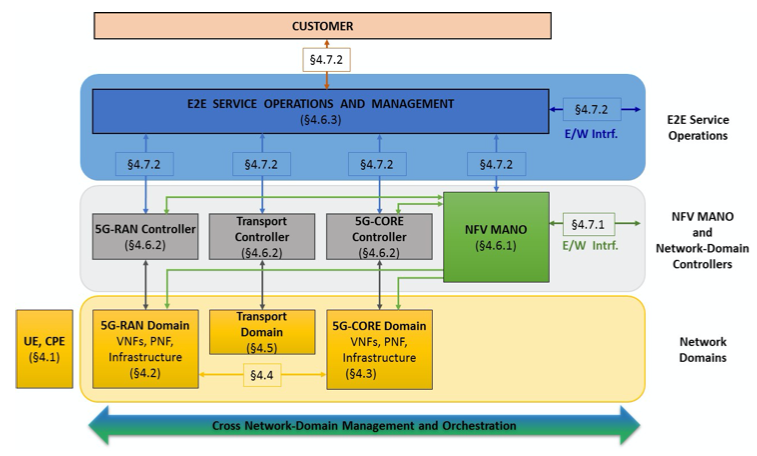 CUSTOMER
§4.7.2
E2E SERVICE OPERATIONS AND MANAGEMENT
(§4.6.3)
§4.7.2
E/W Intrf.
E2E Service
Operations
§4.7.2
§4.7.2
§4.7.2
§4.7.2
5G-RAN Controller
(§4.6.2)
Transport
Controller
(§4.6.2)
5G-CORE
Controller
(§4.6.2)
NFV MANO
(§4.6.1)
§4.7.1
E/W Intrf.
NFV MANO
and
Network-Domain
Controllers
UE, CPE
(§4.1)
5G-RAN Domain
VNFs, PNF,
Infrastructure
(§4.2)
Transport
Domain
(§4.5)
5G-CORE Domain
VNFs, PNF,
Infrastructure
(§4.3)
§4.4
Network
Domains
Cross Network-Domain Management and Orchestration